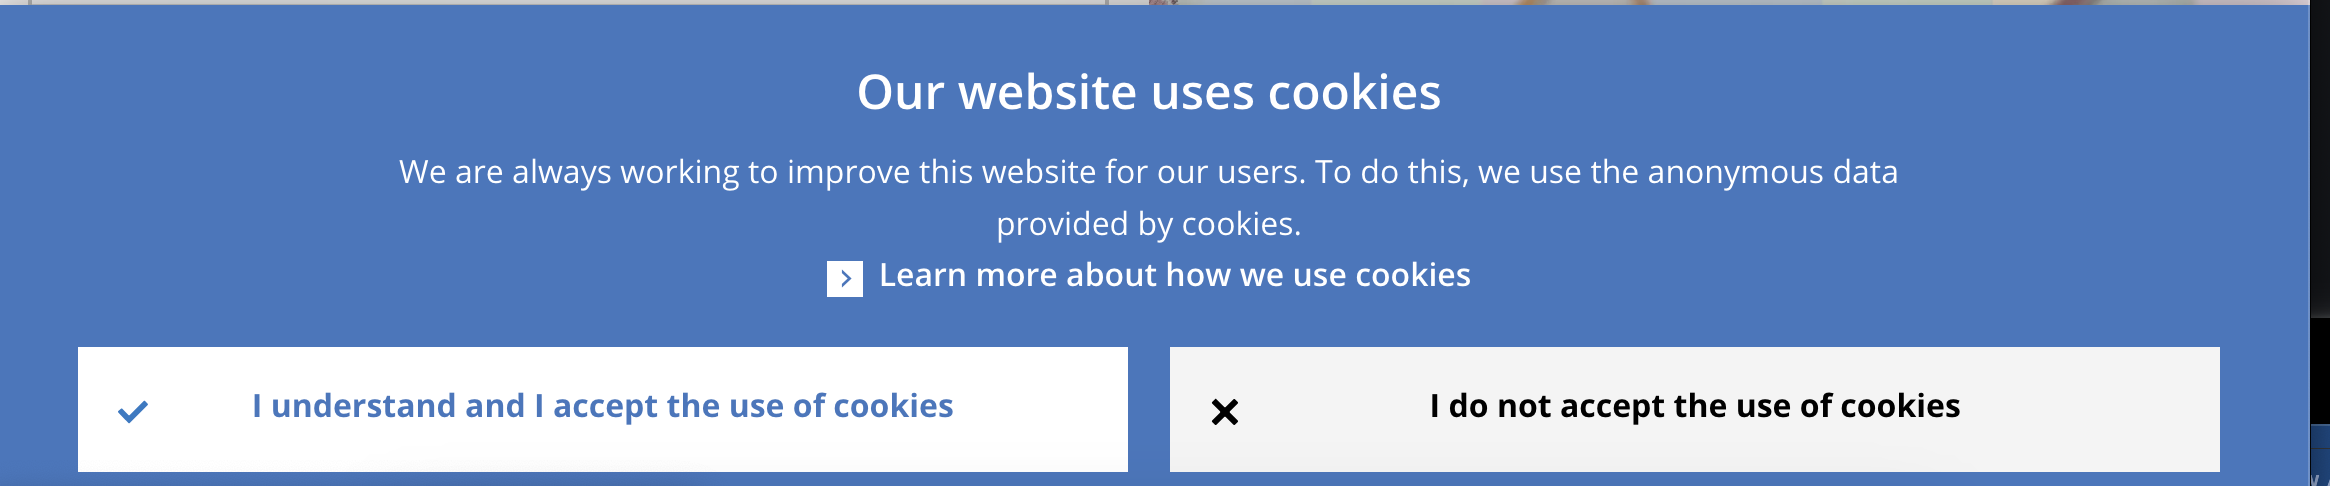 Our website uses cookies
We are always working to improve this website for our users. To do this, we use the anonymous data
provided by cookies.
Learn more about how we use cookies
I understand and I accept the use of cookies
I do not accept the use of cookies